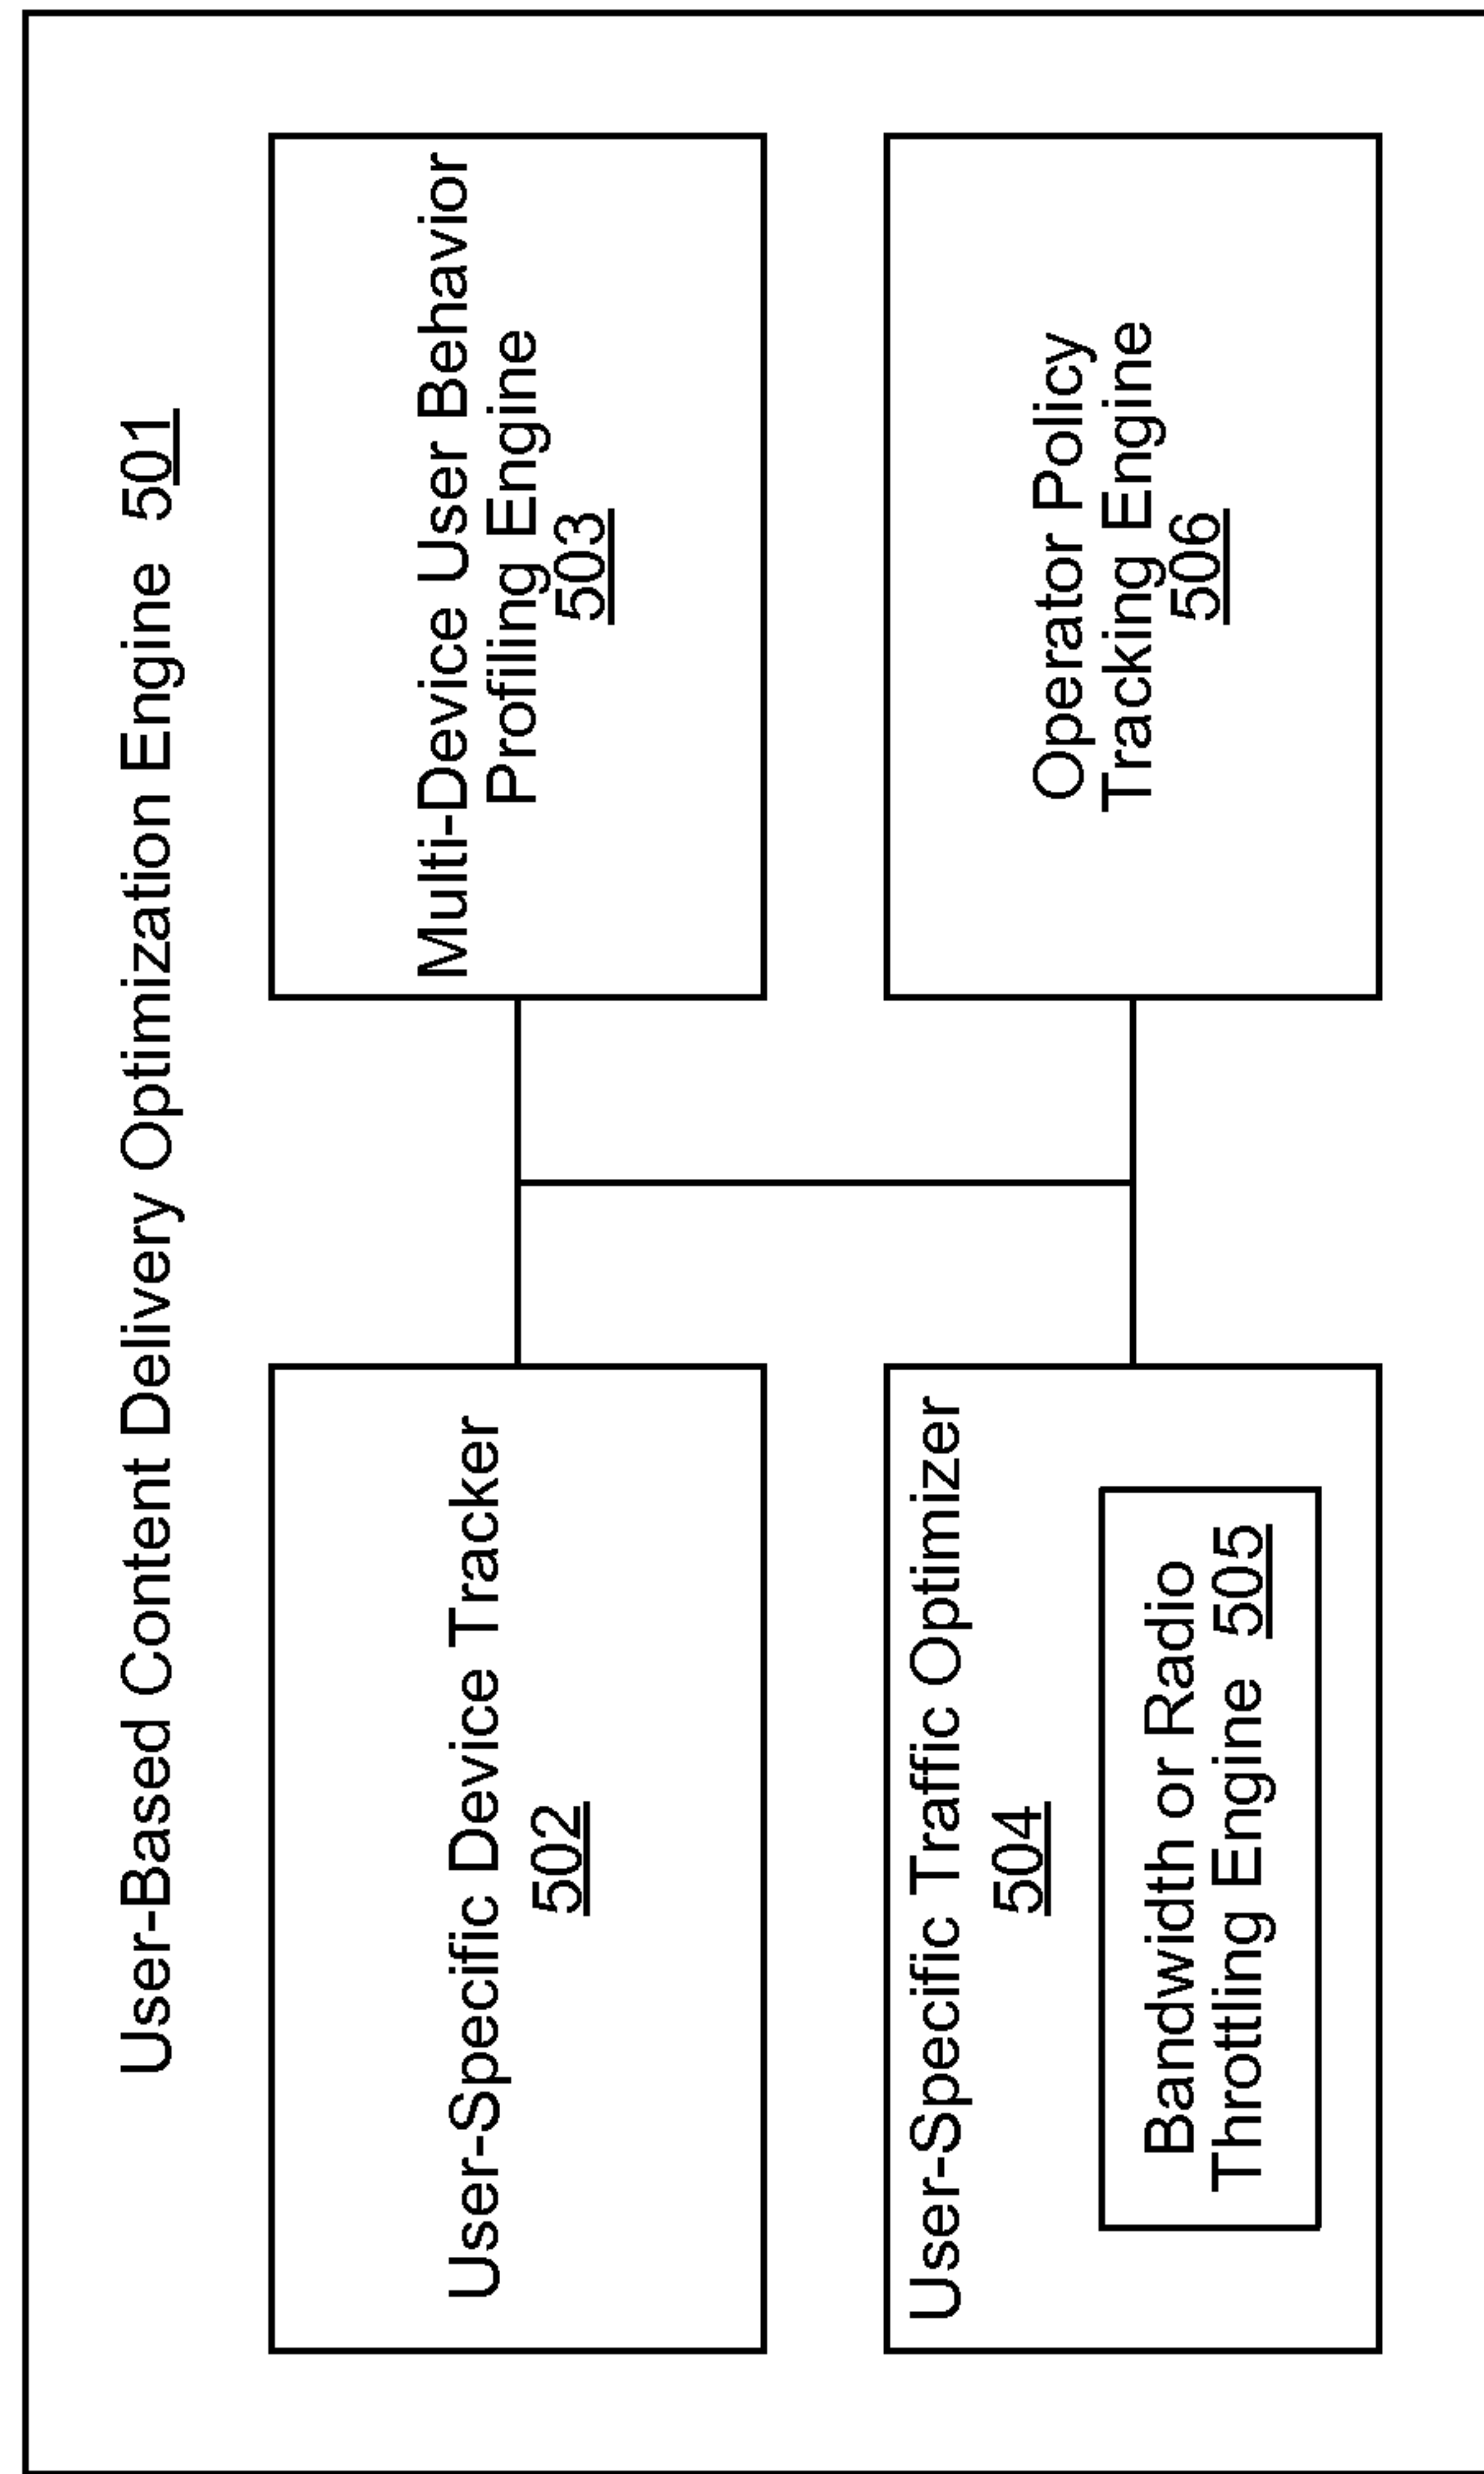 User-Based Content Delivery Optimization Engine 501
User-Specific Device Tracker
502
Multi-Device User Behavior
Profiling Engine
503
User-Specific Traffic Optimizer
504
Bandwidth or Radio
Throttling Engine 505
Operator Policy
Tracking Engine
506